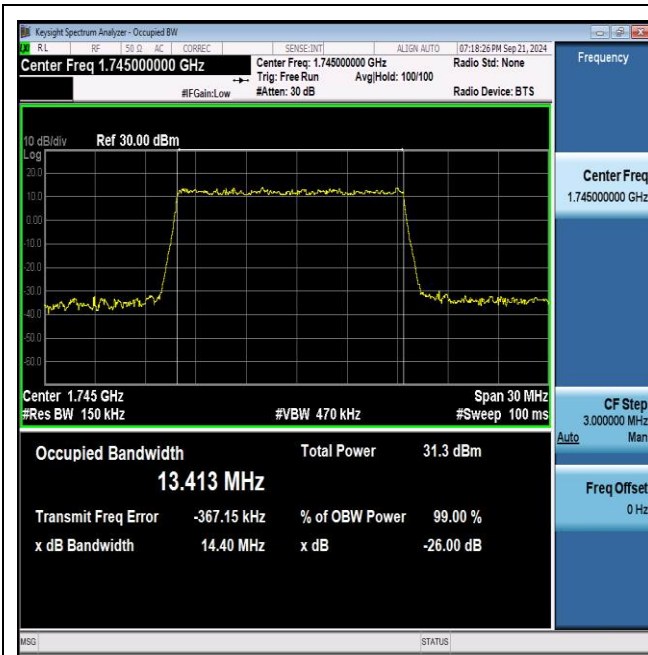 Keysight Spectrum Analyzer - Occupied BW
RL RF 50 Ω AC CORREC SENSE:INT ALIGN AUTO 07:18:26 PM Sep 21, 2024
Center Freq 1.745000000 GHz
Center Freq: 1.745000000 GHz
Radio Std: None
Trig: Free Run Avg|Hold: 100/100
#IFGain:Low
#Atten: 30 dB
Radio Device: BTS
10 dB/div Ref 30.00 dBm
Log
20.0
10.0
0.00
-10.0
-20.0
-30.0
-40.0
-50.0
-60.0
Center 1.745 GHz Span 30 MHz
#Res BW 150 kHz #VBW 470 kHz #Sweep 100 ms
Occupied Bandwidth Total Power 31.3 dBm
13.413 MHz
Transmit Freq Error -367.15 kHz % of OBW Power 99.00 %
x dB Bandwidth 14.40 MHz x dB -26.00 dB
MSG STATUS
Frequency
Center Freq
1.745000000 GHz
CF Step
3.000000 MHz
Auto Man
Freq Offset
0 Hz